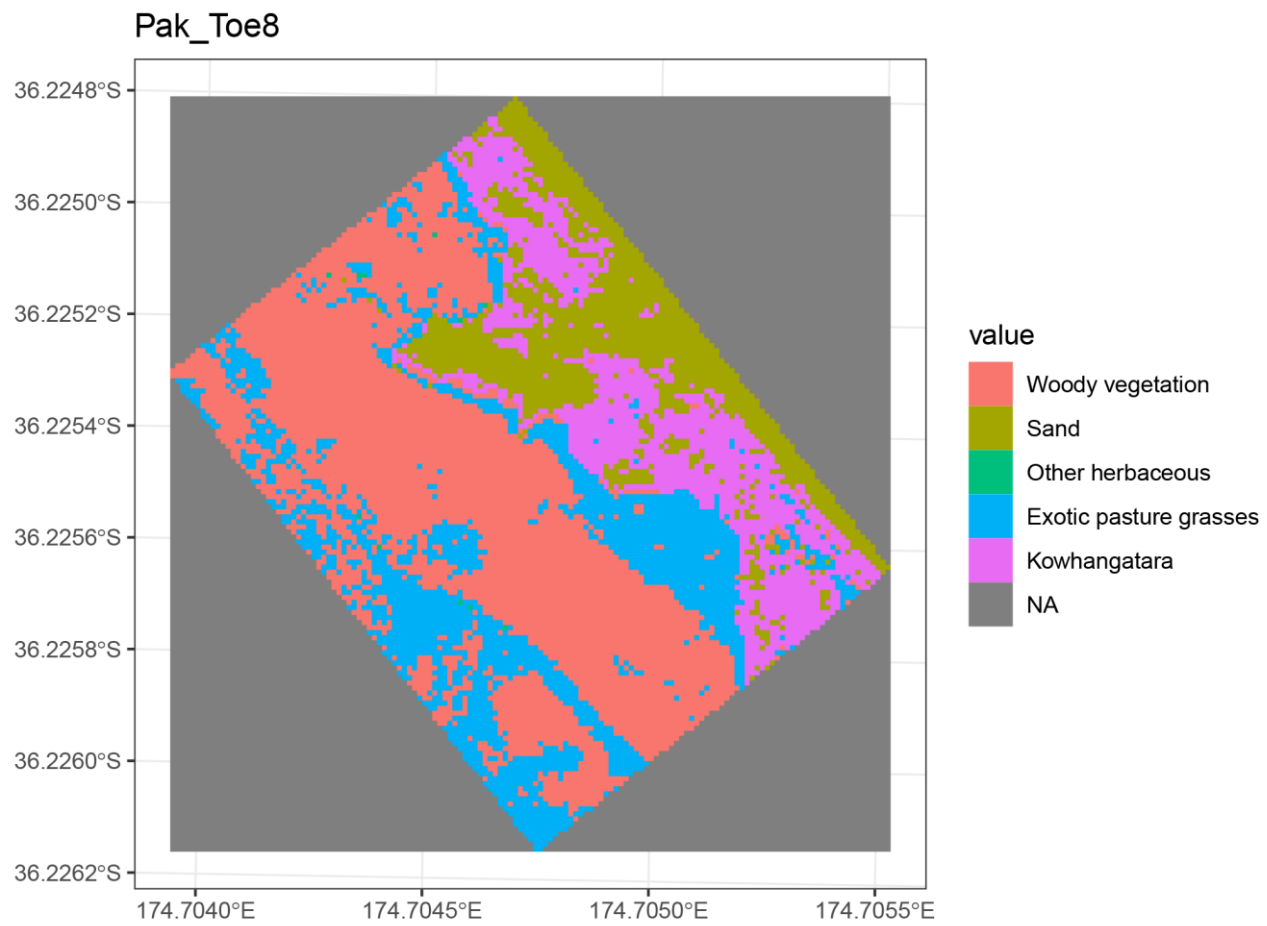 Pak_Toe8
36.2248°S
36.2250°S
36.2252°S
36.2254°S
36.2256°S
36.2258°S
36.2260°S
36.2262°S
174.7040°E
174.7045°E
174.7050°E
174.7055°E
value
Woody vegetation
Sand
Other herbaceous
Exotic pasture grasses
Kowhangatara
NA